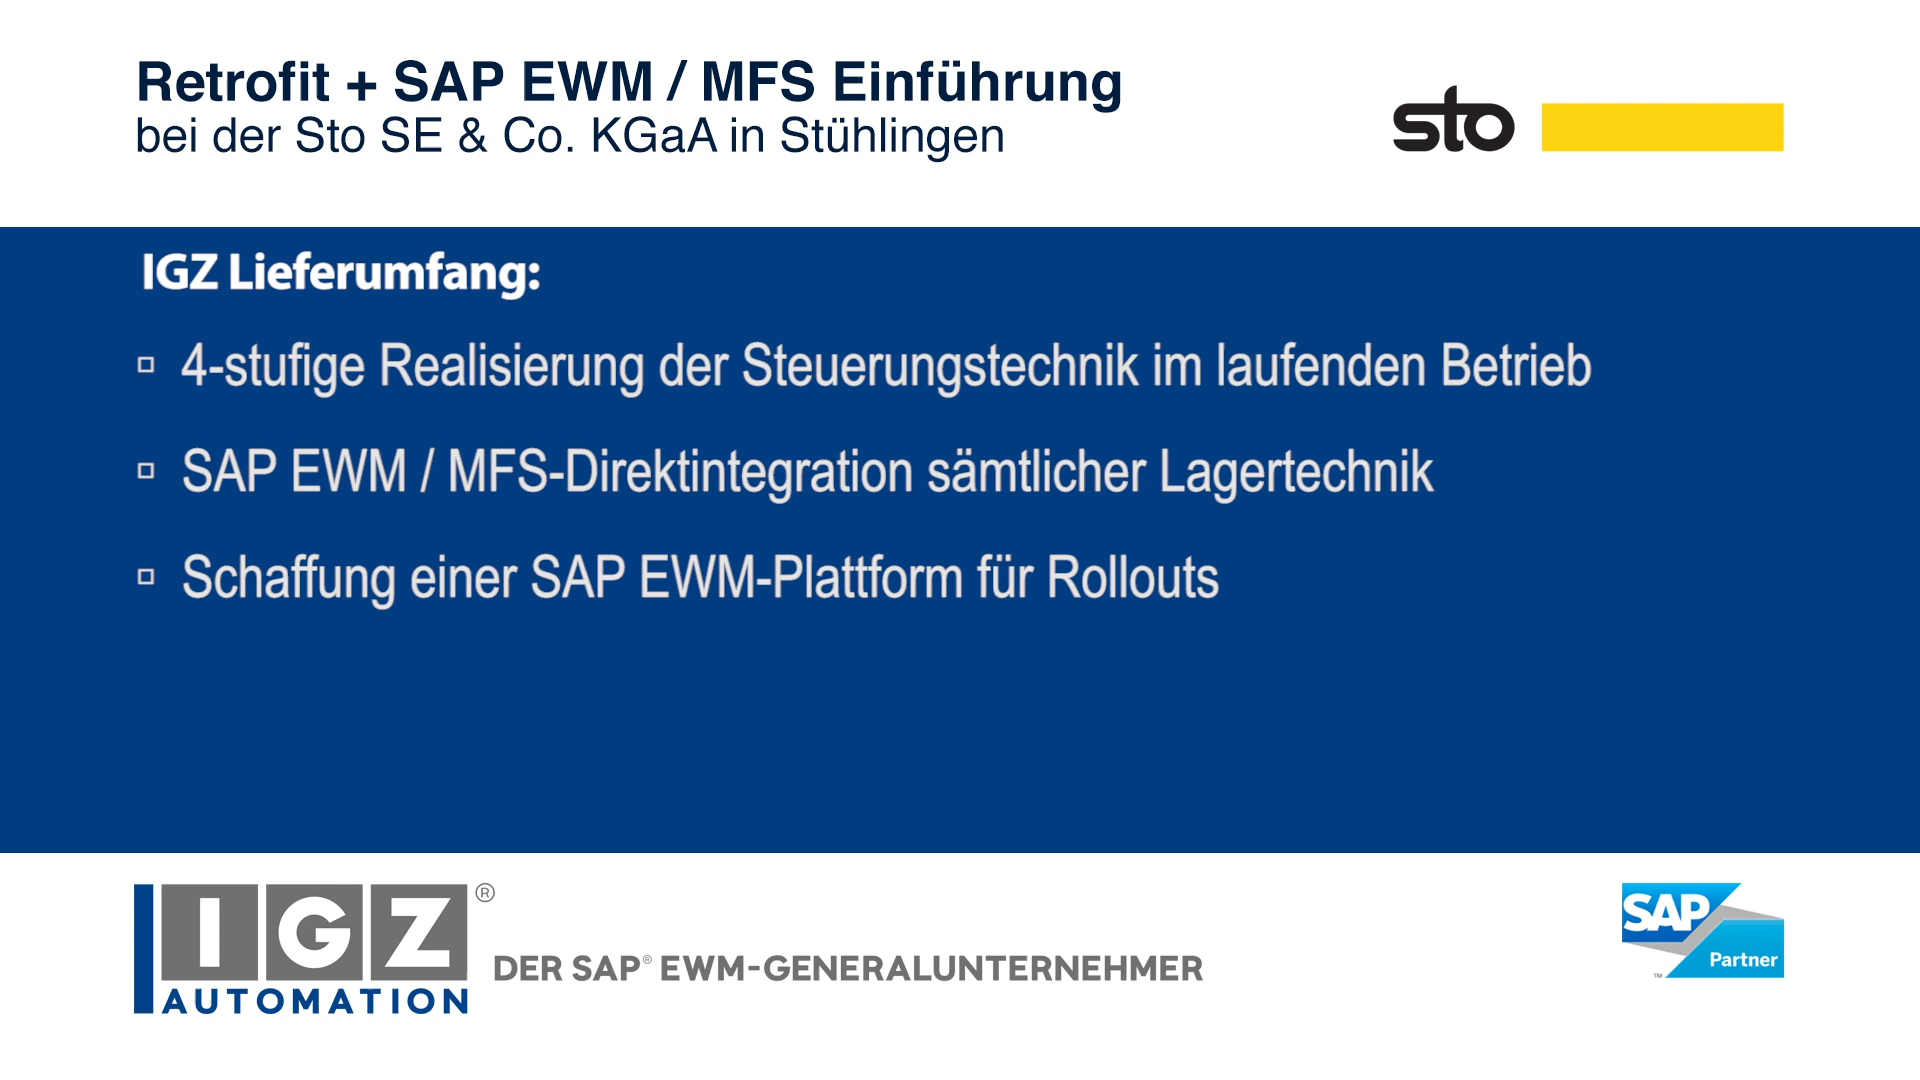 Retrofit + SAP EWM / MFS Einführung
bei der Sto SE & Co. KGaA in Stühlingen
sto
IGZ Lieferumfang:
▫ 4-stufige Realisierung der Steuerungstechnik im laufenden Betrieb
▫ SAP EWM / MFS-Direktintegration sämtlicher Lagertechnik
▫ Schaffung einer SAP EWM-Plattform für Rollouts
IGZ®
AUTOMATION
DER SAP® EWM-GENERALUNTERNEHMER
SAP
Partner
™